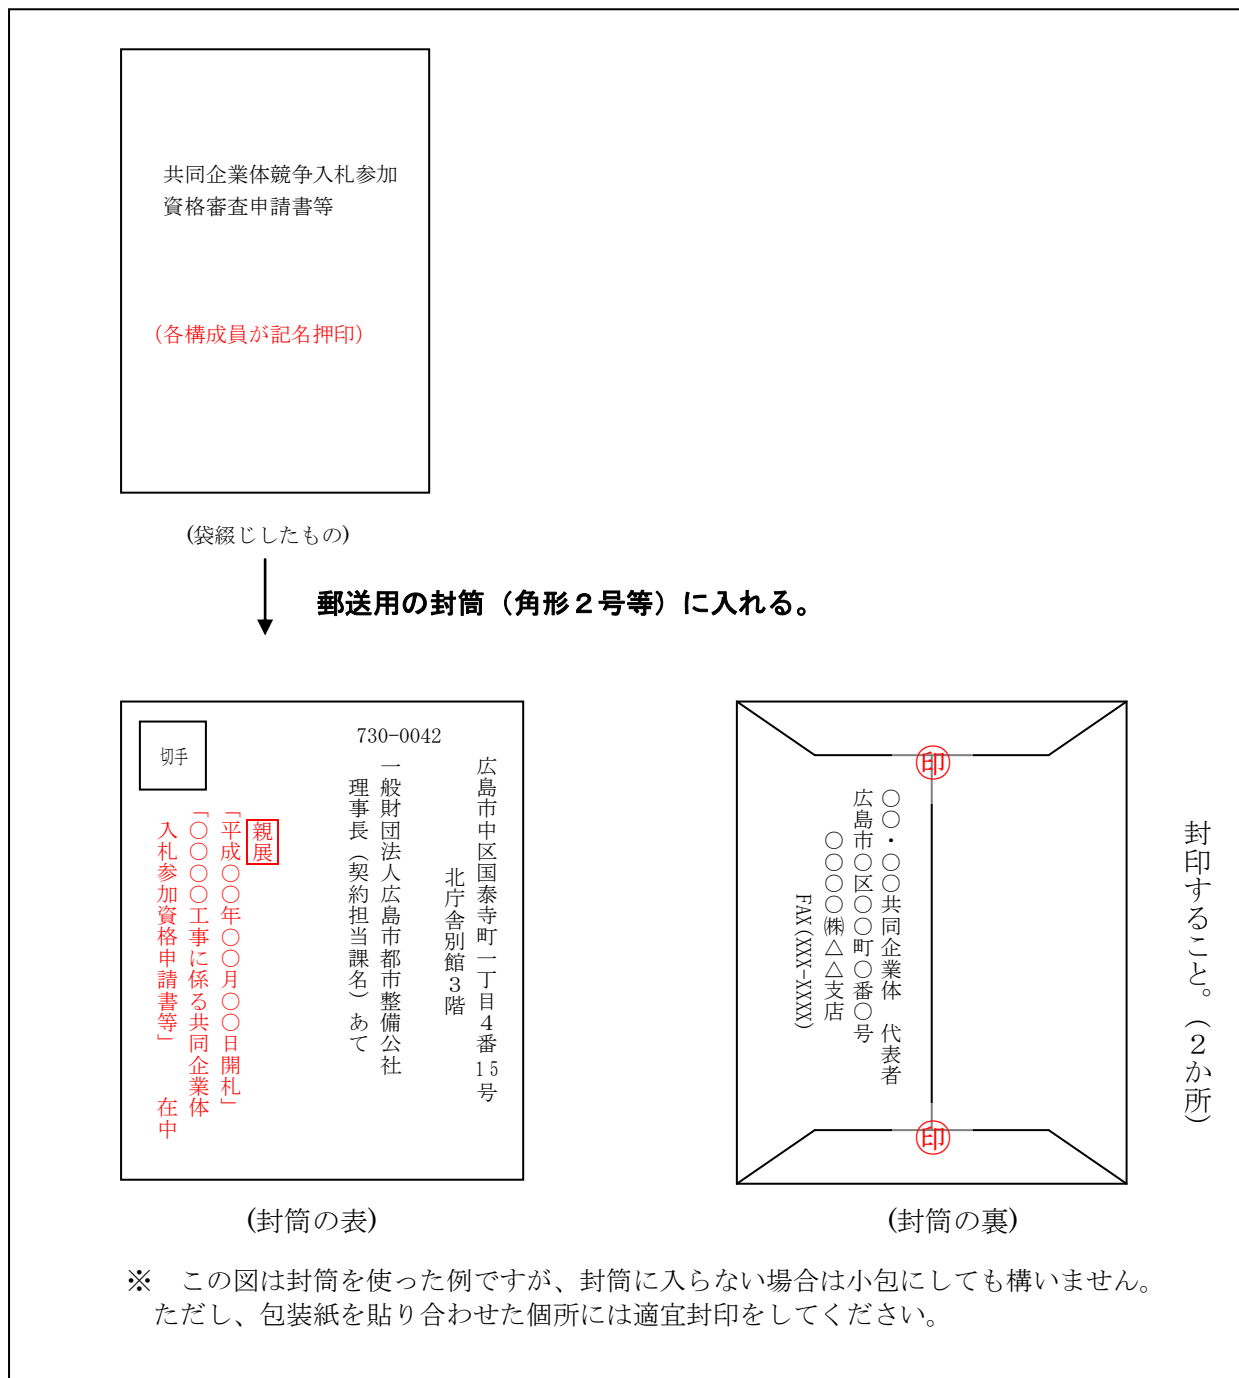 共同企業体競争入札参加
資格審査申請書等
(各構成員が記名押印)
(袋綴じしたもの)
郵送用の封筒（角形２号等）に入れる。
切手
730-0042
広島市中区国泰寺町一丁目４番15号
北庁舎別館３階
一般財団法人広島市都市整備公社
理事長（契約担当課名）あて
親展
「平成○○年○○月○○日開札」
「○○○○工事に係る共同企業体
入札参加資格申請書等」　在中
(封筒の表)
印
○○・○○共同企業体　代表者
広島市○区○○町○番○号
○○○○㈱△△支店
FAX(XXX-XXXX)
印
(封筒の裏)
封印すること。（２か所）
※　この図は封筒を使った例ですが、封筒に入らない場合は小包にしても構いません。
ただし、包装紙を貼り合わせた個所には適宜封印をしてください。